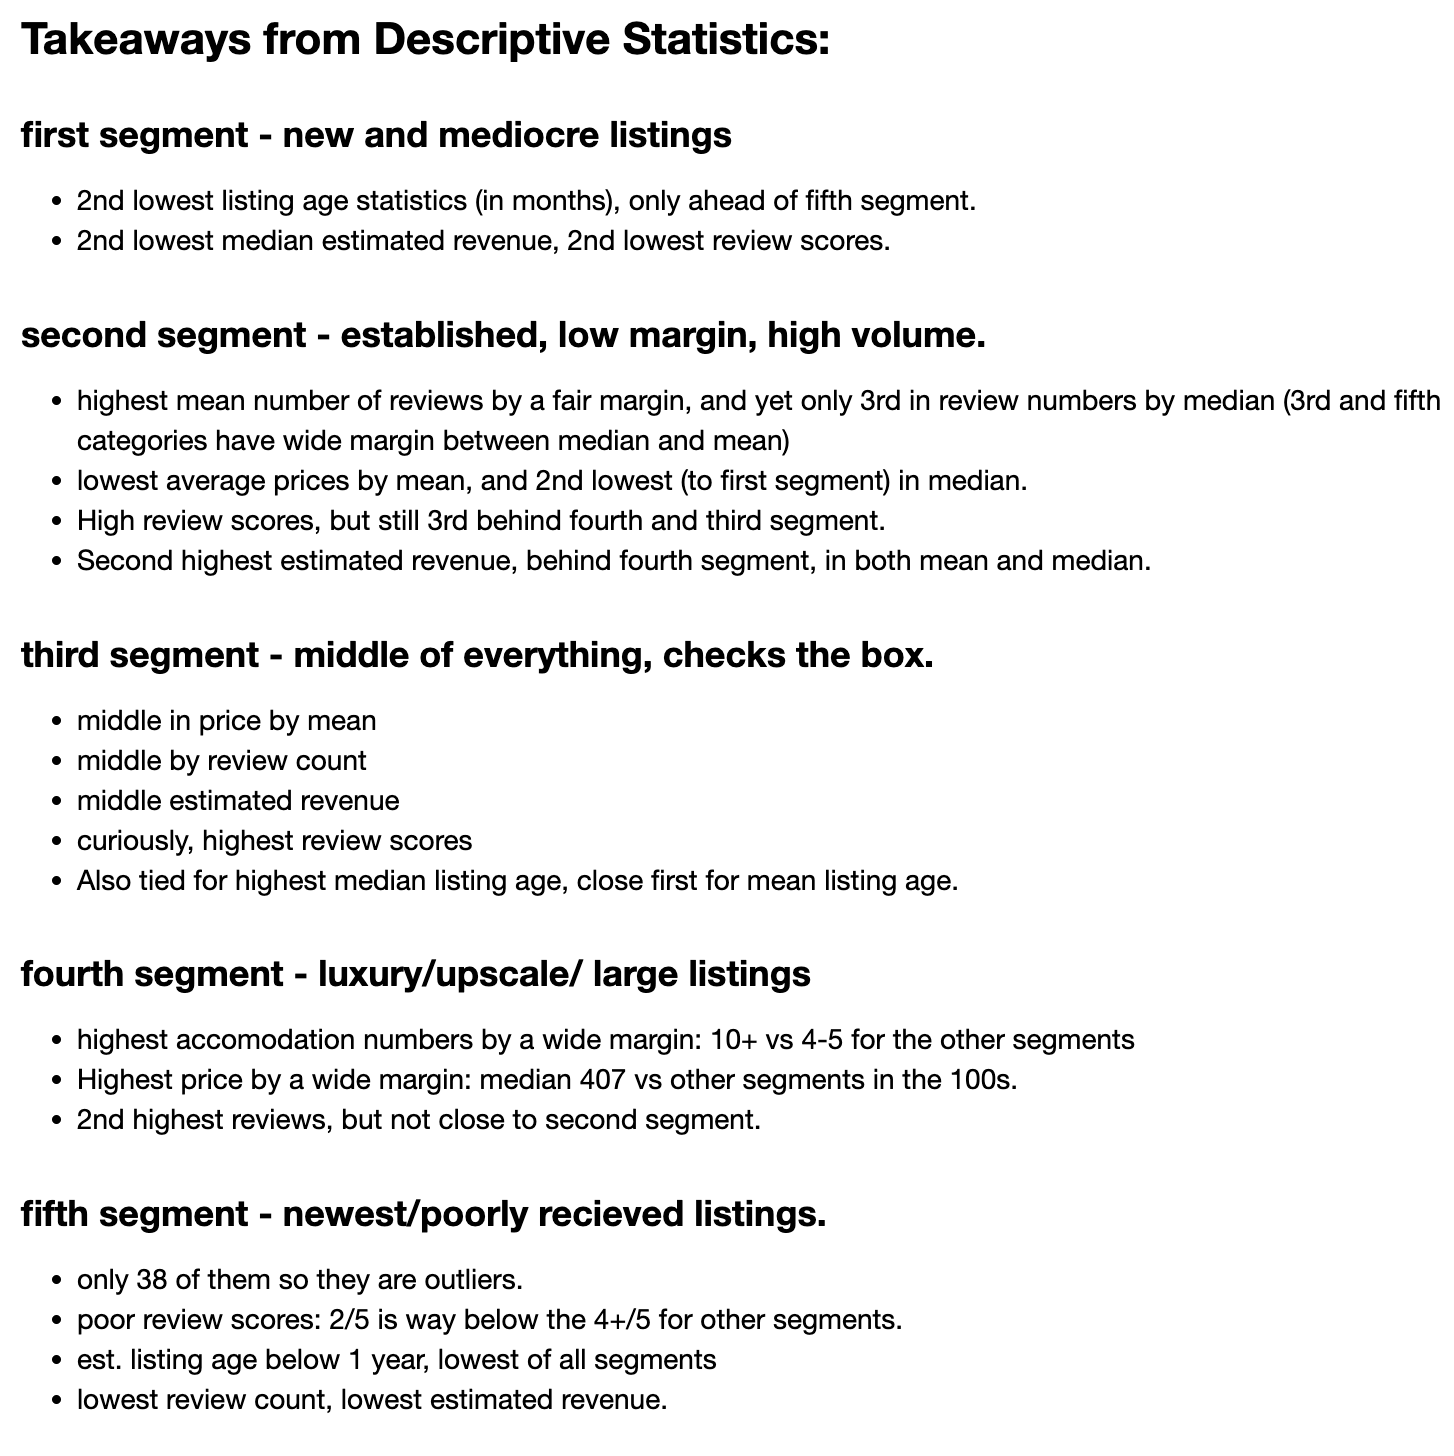 Takeaways from Descriptive Statistics:
first segment - new and mediocre listings
• 2nd lowest listing age statistics (in months), only ahead of fifth segment.
• 2nd lowest median estimated revenue, 2nd lowest review scores.
second segment - established, low margin, high volume.
• highest mean number of reviews by a fair margin, and yet only 3rd in review numbers by median (3rd and fifth
categories have wide margin between median and mean)
• lowest average prices by mean, and 2nd lowest (to first segment) in median.
• High review scores, but still 3rd behind fourth and third segment.
• Second highest estimated revenue, behind fourth segment, in both mean and median.
third segment - middle of everything, checks the box.
• middle in price by mean
• middle by review count
• middle estimated revenue
• curiously, highest review scores
• Also tied for highest median listing age, close first for mean listing age.
fourth segment - luxury/upscale/ large listings
• highest accomodation numbers by a wide margin: 10+ vs 4-5 for the other segments
• Highest price by a wide margin: median 407 vs other segments in the 100s.
• 2nd highest reviews, but not close to second segment.
fifth segment - newest/poorly recieved listings.
• only 38 of them so they are outliers.
• poor review scores: 2/5 is way below the 4+/5 for other segments.
• est. listing age below 1 year, lowest of all segments
• lowest review count, lowest estimated revenue.